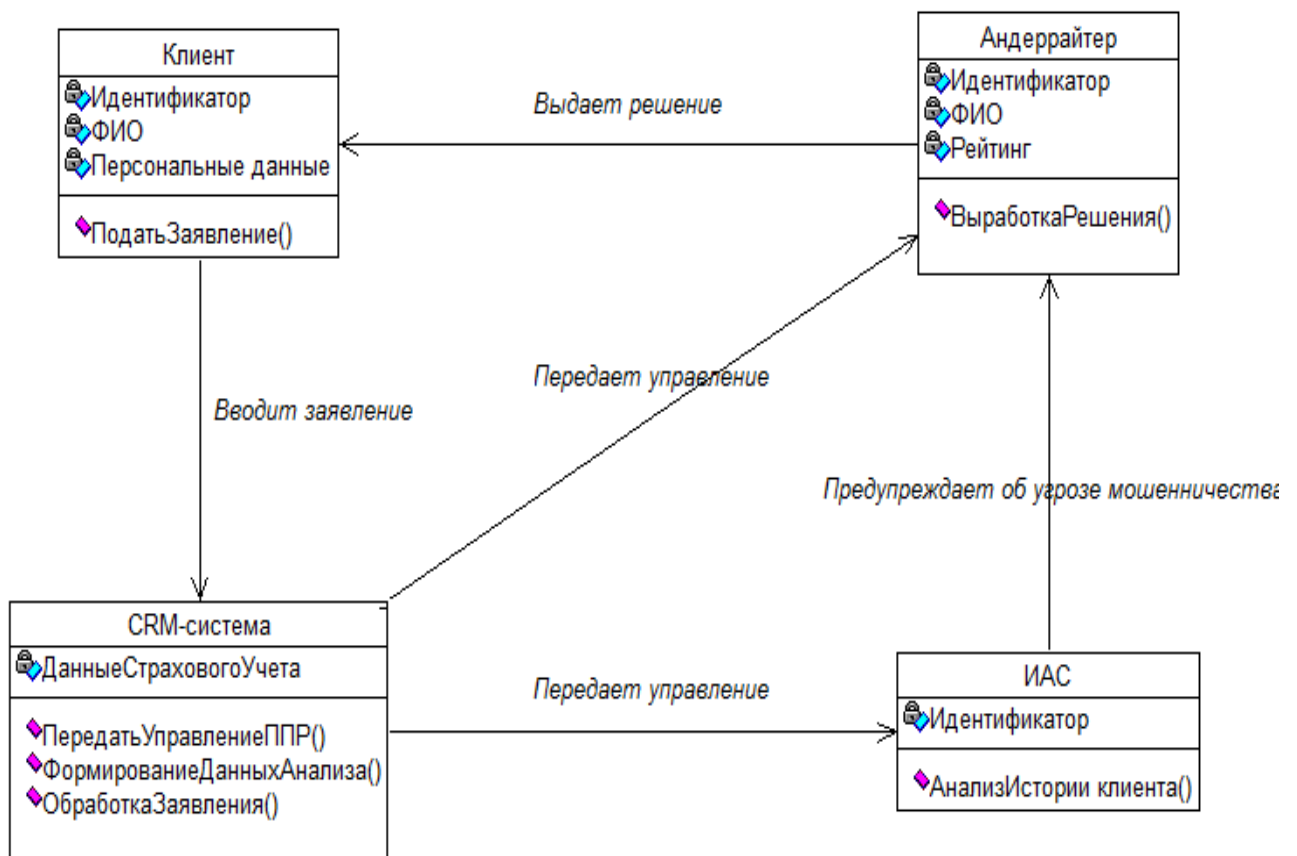 Клиент
Идентификатор
ФИО
Персональные данные
ПодатьЗаявление()
Выдает решение
Андеррайтер
Идентификатор
ФИО
Рейтинг
ВыработкаРешения()
Передает управление
Вводит заявление
Предупреждает об угрозе мошенничества
CRM-система
ДанныеСтраховогоУчета
ПередатьУправлениеППР()
ФормированиеДанныхАнализа()
ОбработкаЗаявления()
Передает управление
ИАС
Идентификатор
АнализИстории клиента()